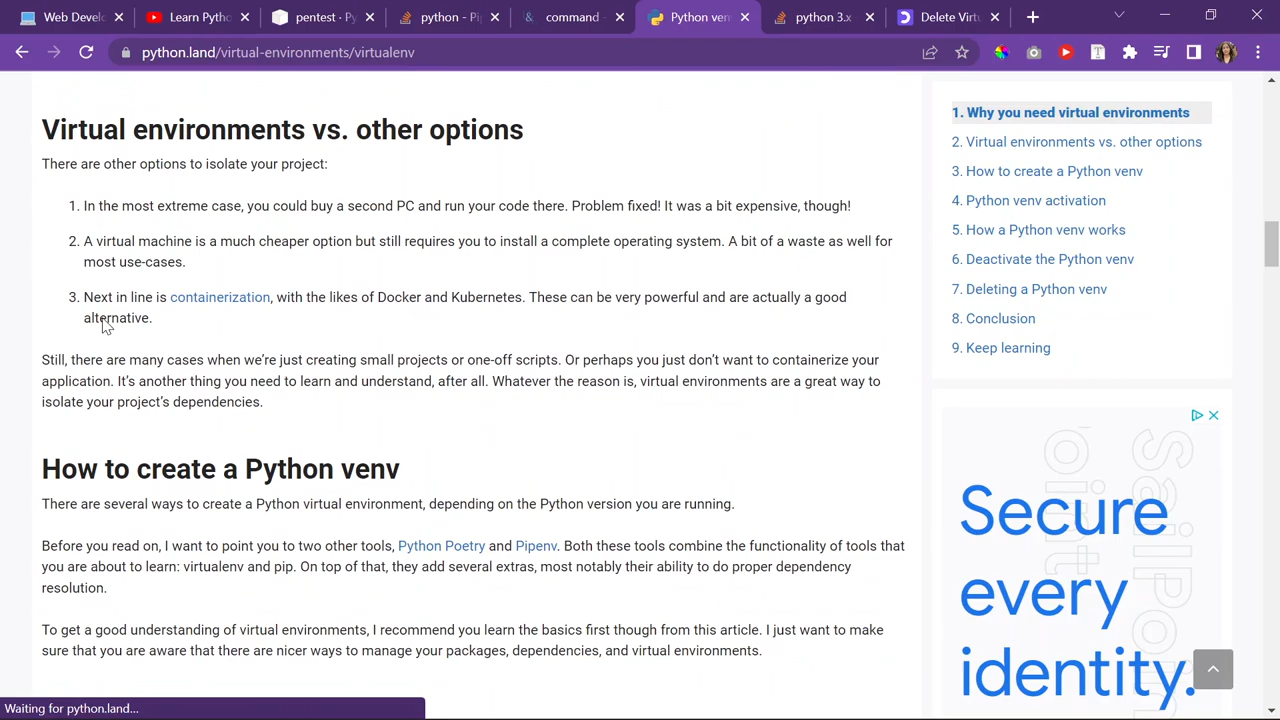 Web Devel
Learn Pytho
pentest · Py
python - Pi
command -
Python ven
python 3.x
Delete Virtu
python.land/virtual-environments/virtualenv
Virtual environments vs. other options
There are other options to isolate your project:
1. In the most extreme case, you could buy a second PC and run your code there. Problem fixed! It was a bit expensive, though!
2. A virtual machine is a much cheaper option but still requires you to install a complete operating system. A bit of a waste as well for
most use-cases.
3. Next in line is containerization, with the likes of Docker and Kubernetes. These can be very powerful and are actually a good
alternative.
Still, there are many cases when we're just creating small projects or one-off scripts. Or perhaps you just don't want to containerize your
application. It's another thing you need to learn and understand, after all. Whatever the reason is, virtual environments are a great way to
isolate your project's dependencies.
How to create a Python venv
There are several ways to create a Python virtual environment, depending on the Python version you are running.
Before you read on, I want to point you to two other tools, Python Poetry and Pipenv. Both these tools combine the functionality of tools that
you are about to learn: virtualenv and pip. On top of that, they add several extras, most notably their ability to do proper dependency
resolution.
To get a good understanding of virtual environments, I recommend you learn the basics first though from this article. I just want to make
sure that you are aware that there are nicer ways to manage your packages, dependencies, and virtual environments.
1. Why you need virtual environments
2. Virtual environments vs. other options
3. How to create a Python venv
4. Python venv activation
5. How a Python venv works
6. Deactivate the Python venv
7. Deleting a Python venv
8. Conclusion
9. Keep learning
Secure
every
identity.
SailPoin
oint
Waiting for python.land...